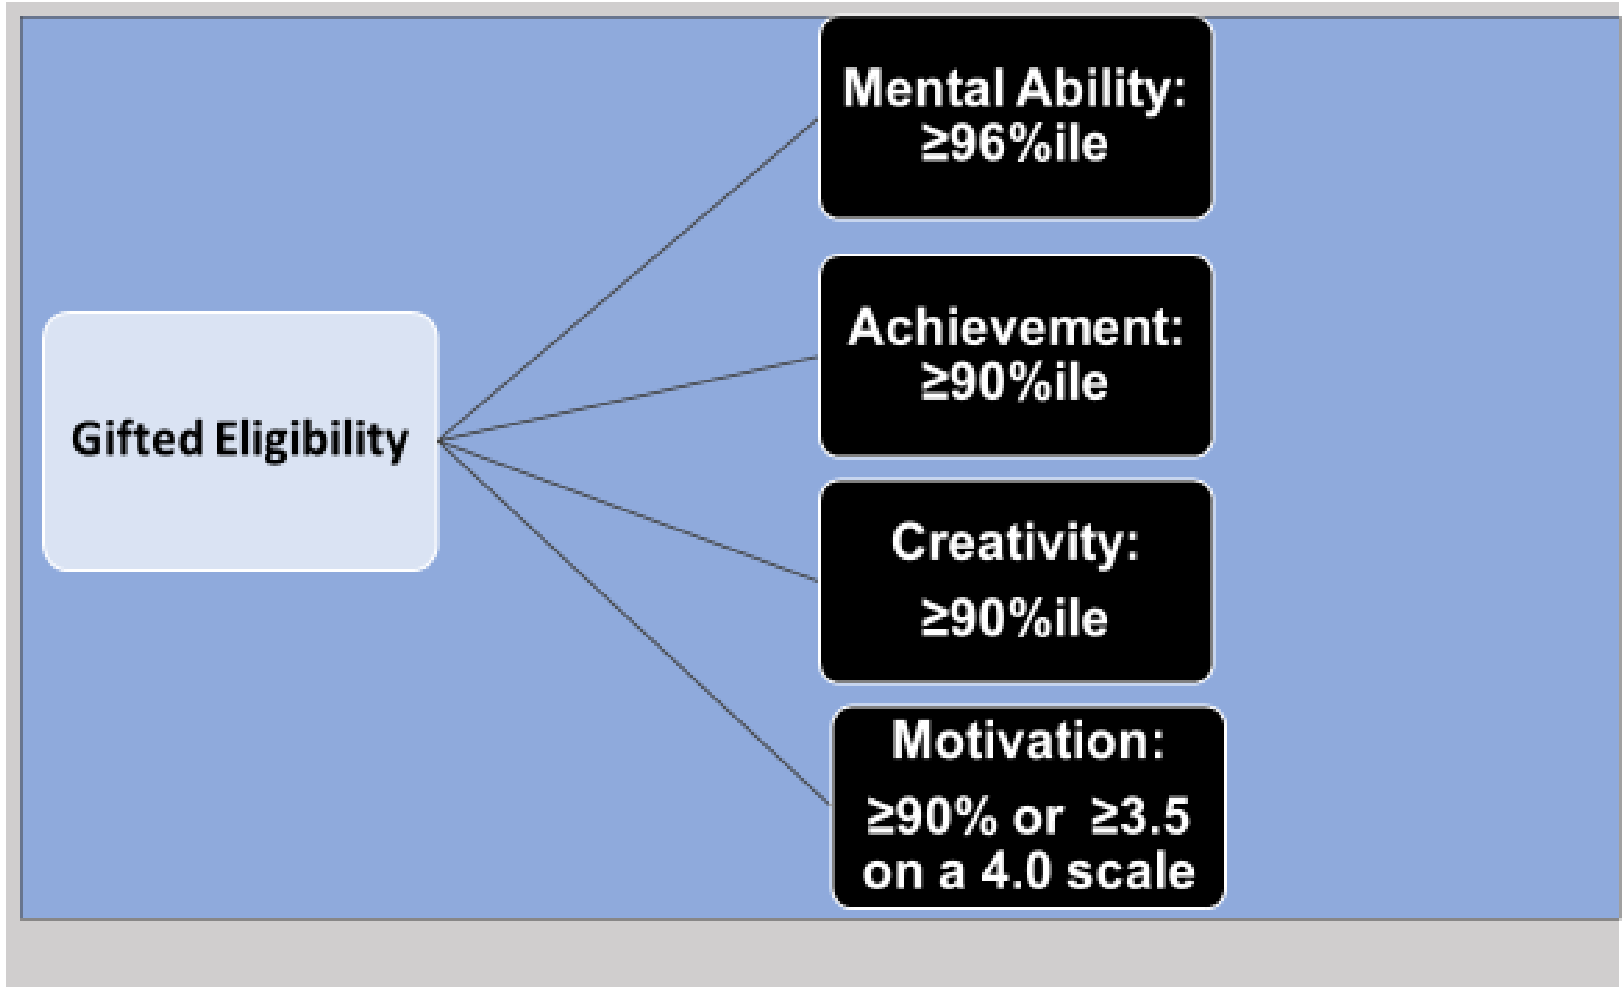 Gifted Eligibility
Mental Ability:
≥96%ile
Achievement:
≥90%ile
Creativity:
≥90%ile
Motivation:
≥90% or ≥3.5
on a 4.0 scale